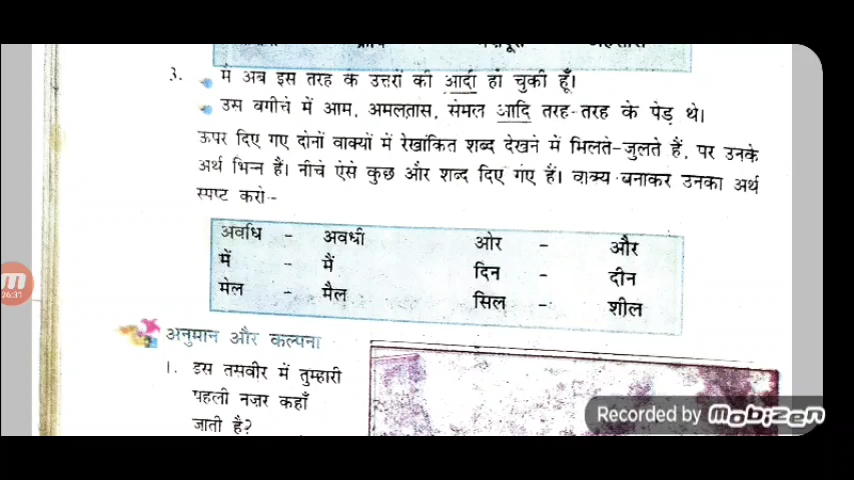 3. मैं अब इस तरह के उत्तरों की आदी हो चुकी हूँ।
उस बगीचे में आम, अमलतास, सेमल आदि तरह-तरह के पेड़ थे।
ऊपर दिए गए दोनों वाक्यों में रेखांकित शब्द देखने में मिलते-जुलते हैं, पर उनके
अर्थ भिन्न हैं। नीचे ऐसे कुछ और शब्द दिए गए हैं। वाक्य बनाकर उनका अर्थ
स्पष्ट करो-
अवधि - अवधी ओर - और
में - मैं दिन - दीन
मेल - मैल सिल - शील
अनुमान और कल्पना
1. इस तसवीर में तुम्हारी
पहली नज़र कहाँ
जाती है?
26:31
Recorded by mobizen